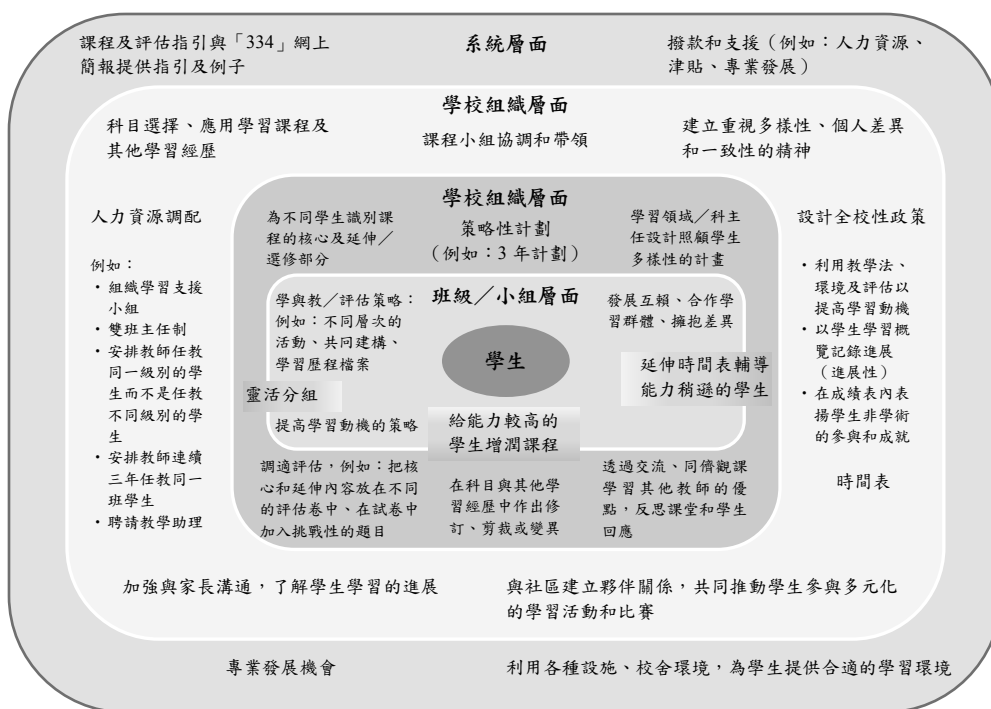 課程及評估指引與「334」網上
簡報提供指引及例子
系統層面
撥款和支援（例如：人力資源、
津貼、專業發展）
學校組織層面
課程小組協調和帶領
科目選擇、應用學習課程及
其他學習經歷
建立重視多樣性、個人差異
和一致性的精神
人力資源調配
例如：
• 組織學習支援
小組
• 雙班主任制
• 安排教師任教
同一級別的學
生而不是任教
不同級別的學
生
• 安排教師連續
三年任教同一
班學生
• 聘請教學助理
學校組織層面
策略性計劃
（例如：3 年計劃）
為不同學生識別課
程的核心及延伸／
選修部分
學習領域／科主
任設計照顧學生
多樣性的計畫
班級／小組層面
學與教／評估策略：
例如：不同層次的
活動、共同建構、
學習歷程檔案
發展互賴、合作學
習群體、擁抱差異
學生
靈活分組
延伸時間表輔導
能力稍遜的學生
提高學習動機的策略
給能力較高的
學生增潤課程
調適評估，例如：把
核心和延伸內容放在不同
的評估卷中、在試卷中
加入挑戰性的題目
在科目與其他學
習經歷中作出修
訂、剪裁或變異
透過交流、同儕觀課
學習其他教師的優
點，反思課堂和學生
回應
設計全校性政策
• 利用教學法、
環境及評估以
提高學習動機
• 以學生學習概
覽記錄進展
（進展性）
• 在成績表內表
揚學生非學術
的參與和成就
時間表
加強與家長溝通，了解學生學習的進展
與社區建立夥伴關係，共同推動學生參與多元化
的學習活動和比賽
專業發展機會
利用各種設施、校舍環境，為學生提供合適的學習環境